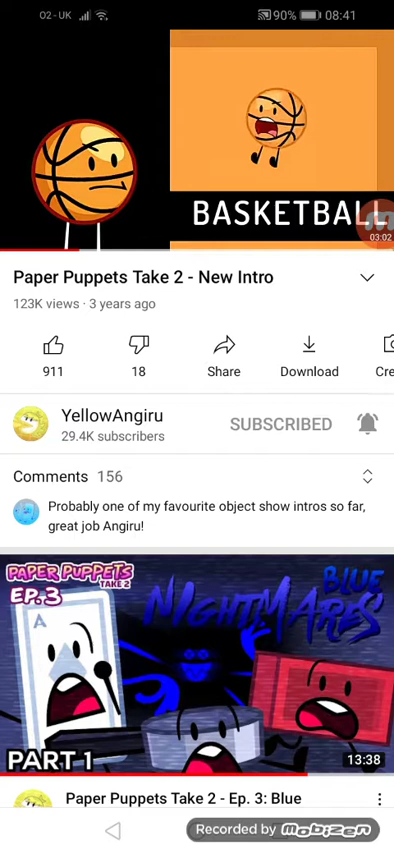 O2 - UK 90% 08:41
BASKETBALL
03:02
Paper Puppets Take 2 - New Intro
123K views · 3 years ago
911 18 Share Download Cre
YellowAngiru
29.4K subscribers
SUBSCRIBED
Comments 156
Probably one of my favourite object show intros so far,
great job Angiru!
PAPER PUPPETS
TAKE 2
EP.3
BLUE
NIGHTMARES
A
PART 1
13:38
Paper Puppets Take 2 - Ep. 3: Blue
Recorded by mobizen